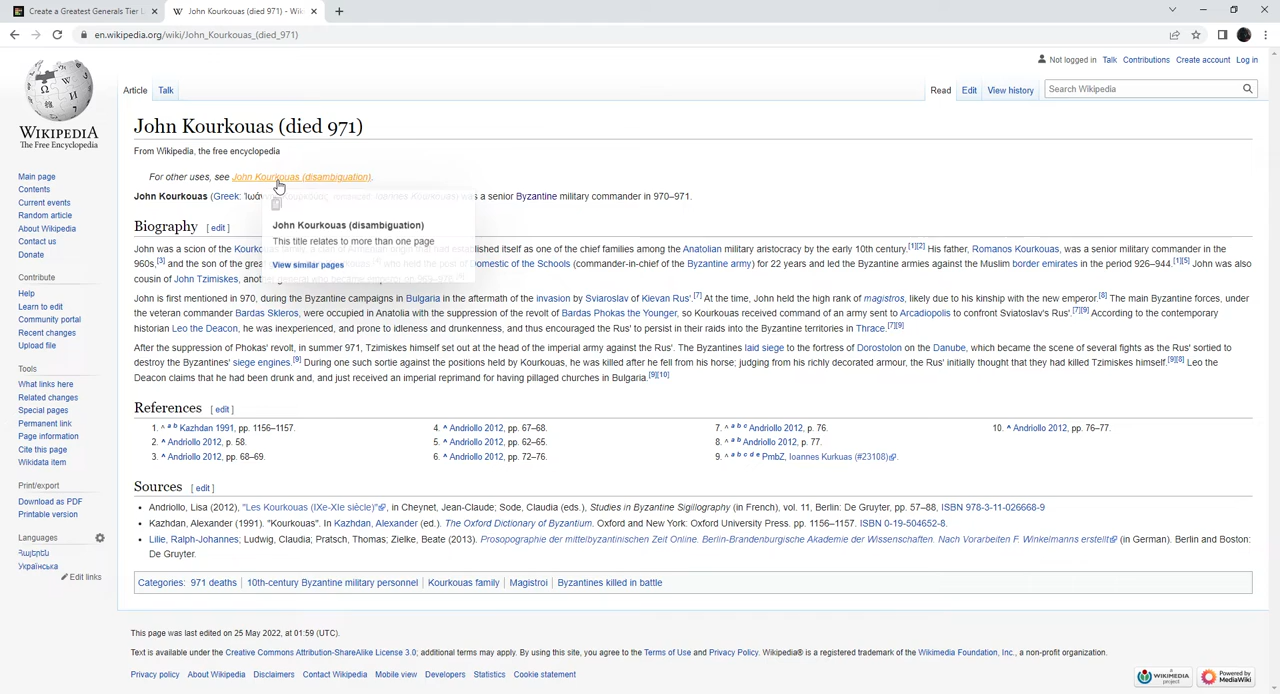 Create a Greatest Generals Tier L
John Kourkouas (died 971) - Wiki
en.wikipedia.org/wiki/John_Kourkouas_(died_971)
Not logged in Talk Contributions Create account Log in
Article Talk Read Edit View history Search Wikipedia
WIKIPEDIA
The Free Encyclopedia
Main page
Contents
Current events
Random article
About Wikipedia
Contact us
Donate
Contribute
Help
Learn to edit
Community portal
Recent changes
Upload file
Tools
What links here
Related changes
Special pages
Permanent link
Page information
Cite this page
Wikidata item
Print/export
Download as PDF
Printable version
Languages
Հայերեն
Українська
Edit links
John Kourkouas (died 971)
From Wikipedia, the free encyclopedia
For other uses, see John Kourkouas (disambiguation).
John Kourkouas (Greek: was a senior Byzantine military commander in 970–971.
John Kourkouas (disambiguation)
This title relates to more than one page
View similar pages
Biography [ edit ]
John was a scion of the established itself as one of the chief families among the Anatolian military aristocracy by the early 10th century.[1][2] His father, Romanos Kourkouas, was a senior military commander in the
960s,[3] and the son of the great Domestic of the Schools (commander-in-chief of the Byzantine army) for 22 years and led the Byzantine armies against the Muslim border emirates in the period 926–944.[1][5] John was also
cousin of John Tzimiskes,
John is first mentioned in 970, during the Byzantine campaigns in Bulgaria in the aftermath of the invasion by Sviaroslav of Kievan Rus'.[7] At the time, John held the high rank of magistros, likely due to his kinship with the new emperor.[8] The main Byzantine forces, under
the veteran commander Bardas Skleros, were occupied in Anatolia with the suppression of the revolt of Bardas Phokas the Younger, so Kourkouas received command of an army sent to Arcadiopolis to confront Sviatoslav's Rus'.[7][9] According to the contemporary
historian Leo the Deacon, he was inexperienced, and prone to idleness and drunkenness, and thus encouraged the Rus' to persist in their raids into the Byzantine territories in Thrace.[7][9]
After the suppression of Phokas' revolt, in summer 971, Tzimiskes himself set out at the head of the imperial army against the Rus'. The Byzantines laid siege to the fortress of Dorostolon on the Danube, which became the scene of several fights as the Rus' sortied to
destroy the Byzantines' siege engines.[9] During one such sortie against the positions held by Kourkouas, he was killed after he fell from his horse; judging from his richly decorated armour, the Rus' initially thought that they had killed Tzimiskes himself.[9][8] Leo the
Deacon claims that he had been drunk and, and just received an imperial reprimand for having pillaged churches in Bulgaria.[9][10]
References [ edit ]
1. ^ a b Kazhdan 1991, pp. 1156–1157.
2. ^ Andriollo 2012, p. 58.
3. ^ Andriollo 2012, pp. 68–69.
4. ^ Andriollo 2012, pp. 67–68.
5. ^ Andriollo 2012, pp. 62–65.
6. ^ Andriollo 2012, pp. 72–76.
7. ^ a b c Andriollo 2012, p. 76.
8. ^ a b Andriollo 2012, p. 77.
9. ^ a b c d e PmbZ, Ioannes Kurkuas (#23108).
10. ^ Andriollo 2012, pp. 76–77.
Sources [ edit ]
• Andriollo, Lisa (2012), "Les Kourkouas (IXe-XIe siècle)", in Cheynet, Jean-Claude; Sode, Claudia (eds.), Studies in Byzantine Sigillography (in French), vol. 11, Berlin: De Gruyter, pp. 57–88, ISBN 978-3-11-026668-9
• Kazhdan, Alexander (1991). "Kourkouas". In Kazhdan, Alexander (ed.). The Oxford Dictionary of Byzantium. Oxford and New York: Oxford University Press. pp. 1156–1157. ISBN 0-19-504652-8.
• Lilie, Ralph-Johannes; Ludwig, Claudia; Pratsch, Thomas; Zielke, Beate (2013). Prosopographie der mittelbyzantinischen Zeit Online. Berlin-Brandenburgische Akademie der Wissenschaften. Nach Vorarbeiten F. Winkelmanns erstellt (in German). Berlin and Boston:
De Gruyter.
Categories: 971 deaths | 10th-century Byzantine military personnel | Kourkouas family | Magistroi | Byzantines killed in battle
This page was last edited on 25 May 2022, at 01:59 (UTC).
Text is available under the Creative Commons Attribution-ShareAlike License 3.0; additional terms may apply. By using this site, you agree to the Terms of Use and Privacy Policy. Wikipedia® is a registered trademark of the Wikimedia Foundation, Inc., a non-profit organization.
Privacy policy About Wikipedia Disclaimers Contact Wikipedia Mobile view Developers Statistics Cookie statement
WIKIMEDIA
project
Powered by
MediaWiki